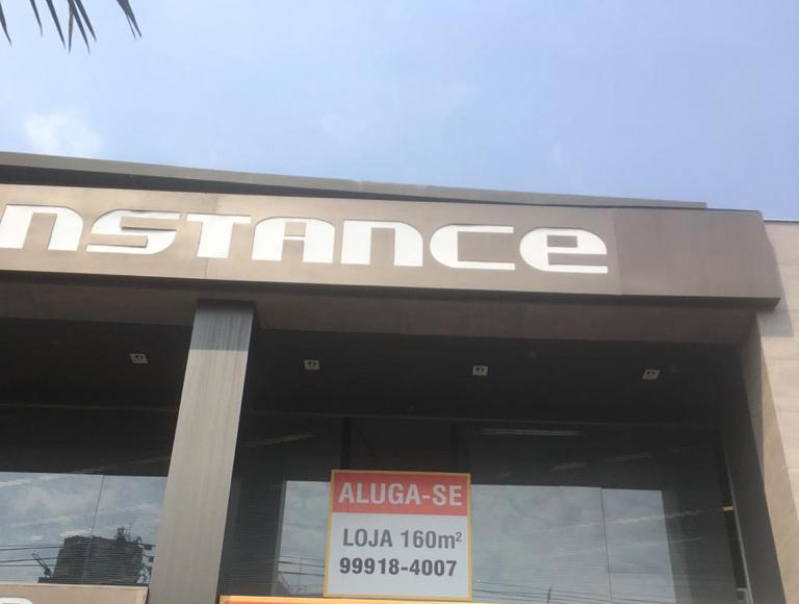 NSTANCE
ALUGA-SE
LOJA 160m²
99918-4007